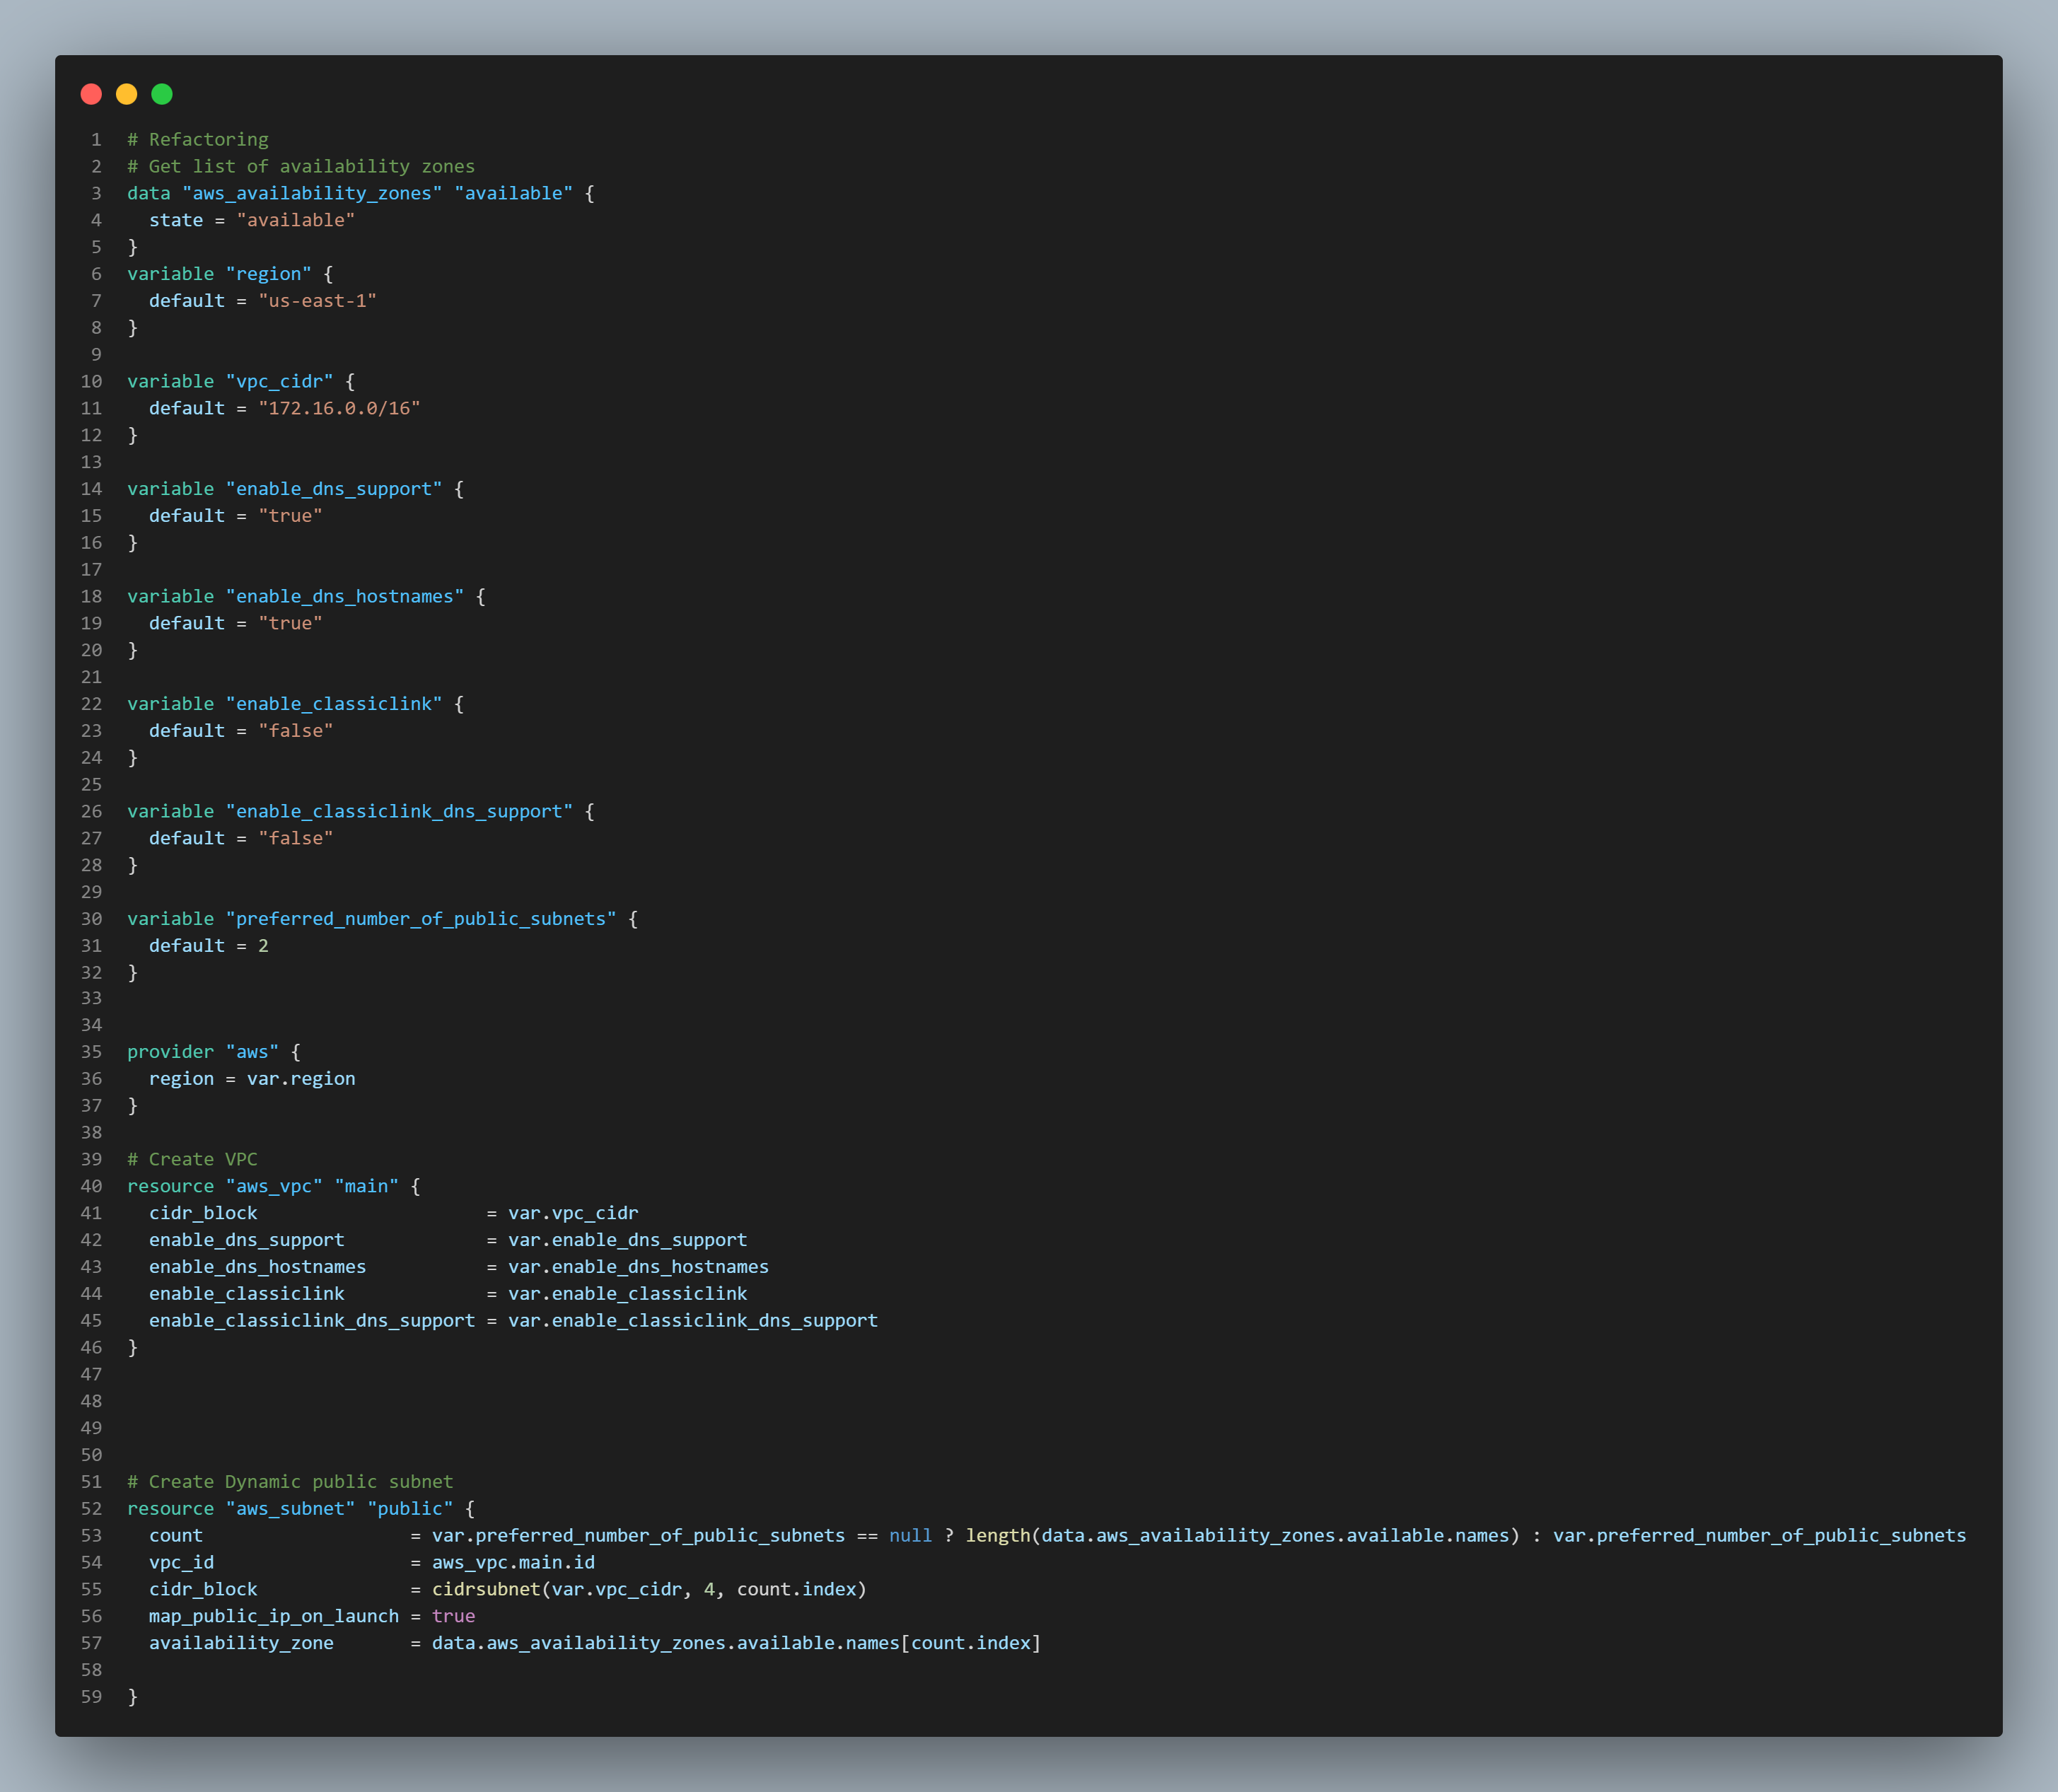 1 # Refactoring
2 # Get list of availability zones
3 data "aws_availability_zones" "available" {
4   state = "available"
5 }
6 variable "region" {
7   default = "us-east-1"
8 }
9
10 variable "vpc_cidr" {
11   default = "172.16.0.0/16"
12 }
13
14 variable "enable_dns_support" {
15   default = "true"
16 }
17
18 variable "enable_dns_hostnames" {
19   default = "true"
20 }
21
22 variable "enable_classiclink" {
23   default = "false"
24 }
25
26 variable "enable_classiclink_dns_support" {
27   default = "false"
28 }
29
30 variable "preferred_number_of_public_subnets" {
31   default = 2
32 }
33
34
35 provider "aws" {
36   region = var.region
37 }
38
39 # Create VPC
40 resource "aws_vpc" "main" {
41   cidr_block                     = var.vpc_cidr
42   enable_dns_support             = var.enable_dns_support
43   enable_dns_hostnames           = var.enable_dns_hostnames
44   enable_classiclink             = var.enable_classiclink
45   enable_classiclink_dns_support = var.enable_classiclink_dns_support
46 }
47
48
49
50
51 # Create Dynamic public subnet
52 resource "aws_subnet" "public" {
53   count                   = var.preferred_number_of_public_subnets == null ? length(data.aws_availability_zones.available.names) : var.preferred_number_of_public_subnets
54   vpc_id                  = aws_vpc.main.id
55   cidr_block              = cidrsubnet(var.vpc_cidr, 4, count.index)
56   map_public_ip_on_launch = true
57   availability_zone       = data.aws_availability_zones.available.names[count.index]
58
59 }